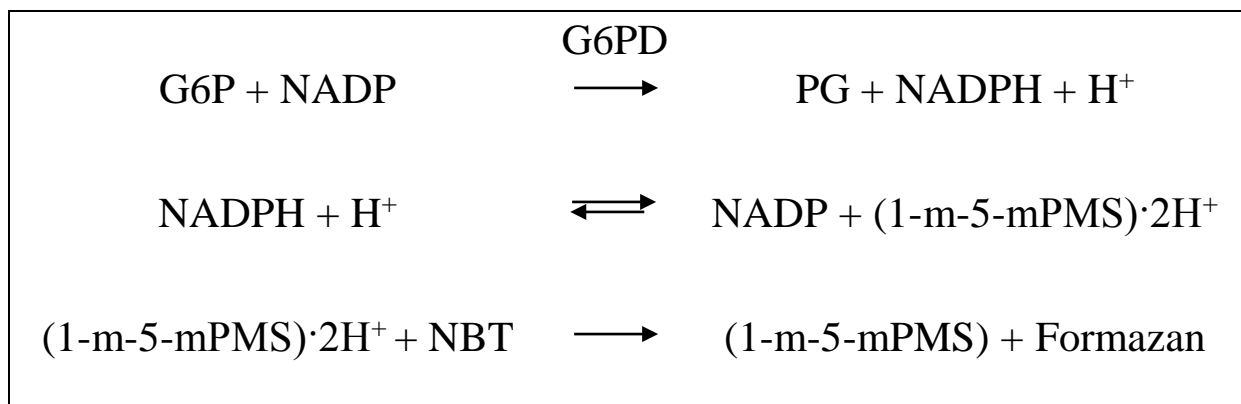 G6PD
G6P + NADP → PG + NADPH + H⁺
NADPH + H⁺ ⇌ NADP + (1-m-5-mPMS)·2H⁺
(1-m-5-mPMS)·2H⁺ + NBT → (1-m-5-mPMS) + Formazan